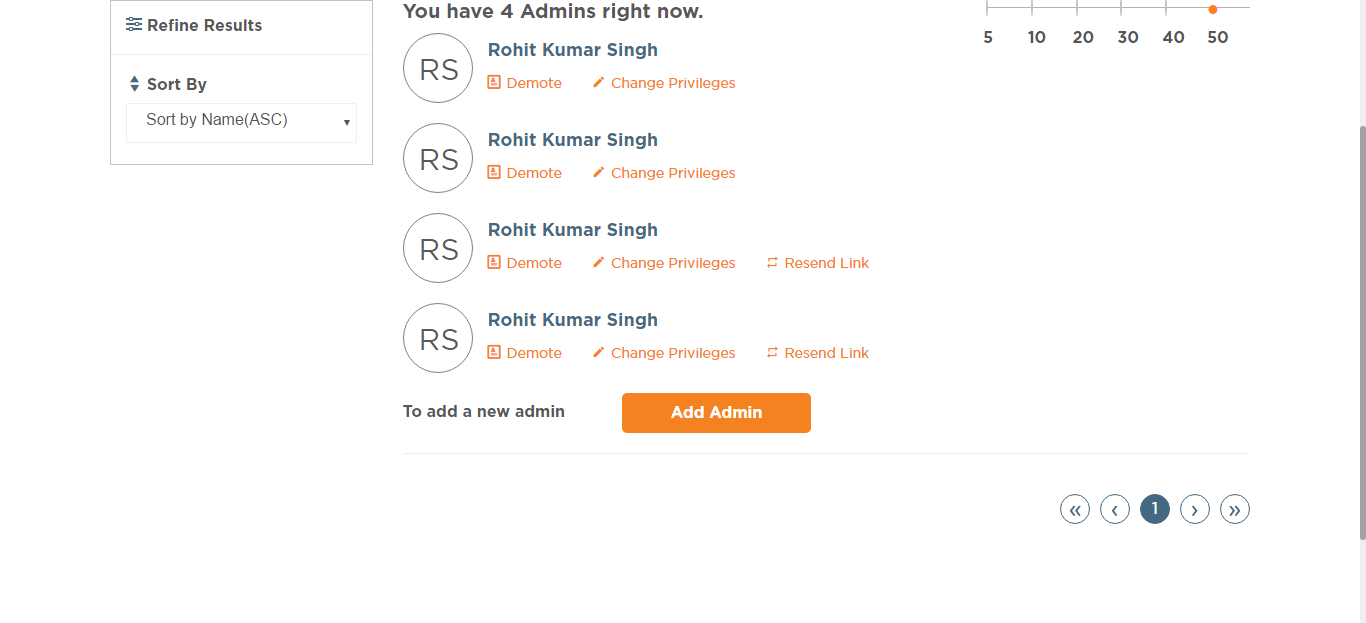 Refine Results
Sort By
Sort by Name(ASC)
You have 4 Admins right now.
5 10 20 30 40 50
RS
Rohit Kumar Singh
Demote Change Privileges
RS
Rohit Kumar Singh
Demote Change Privileges
RS
Rohit Kumar Singh
Demote Change Privileges Resend Link
RS
Rohit Kumar Singh
Demote Change Privileges Resend Link
To add a new admin Add Admin
« ‹ 1 › »